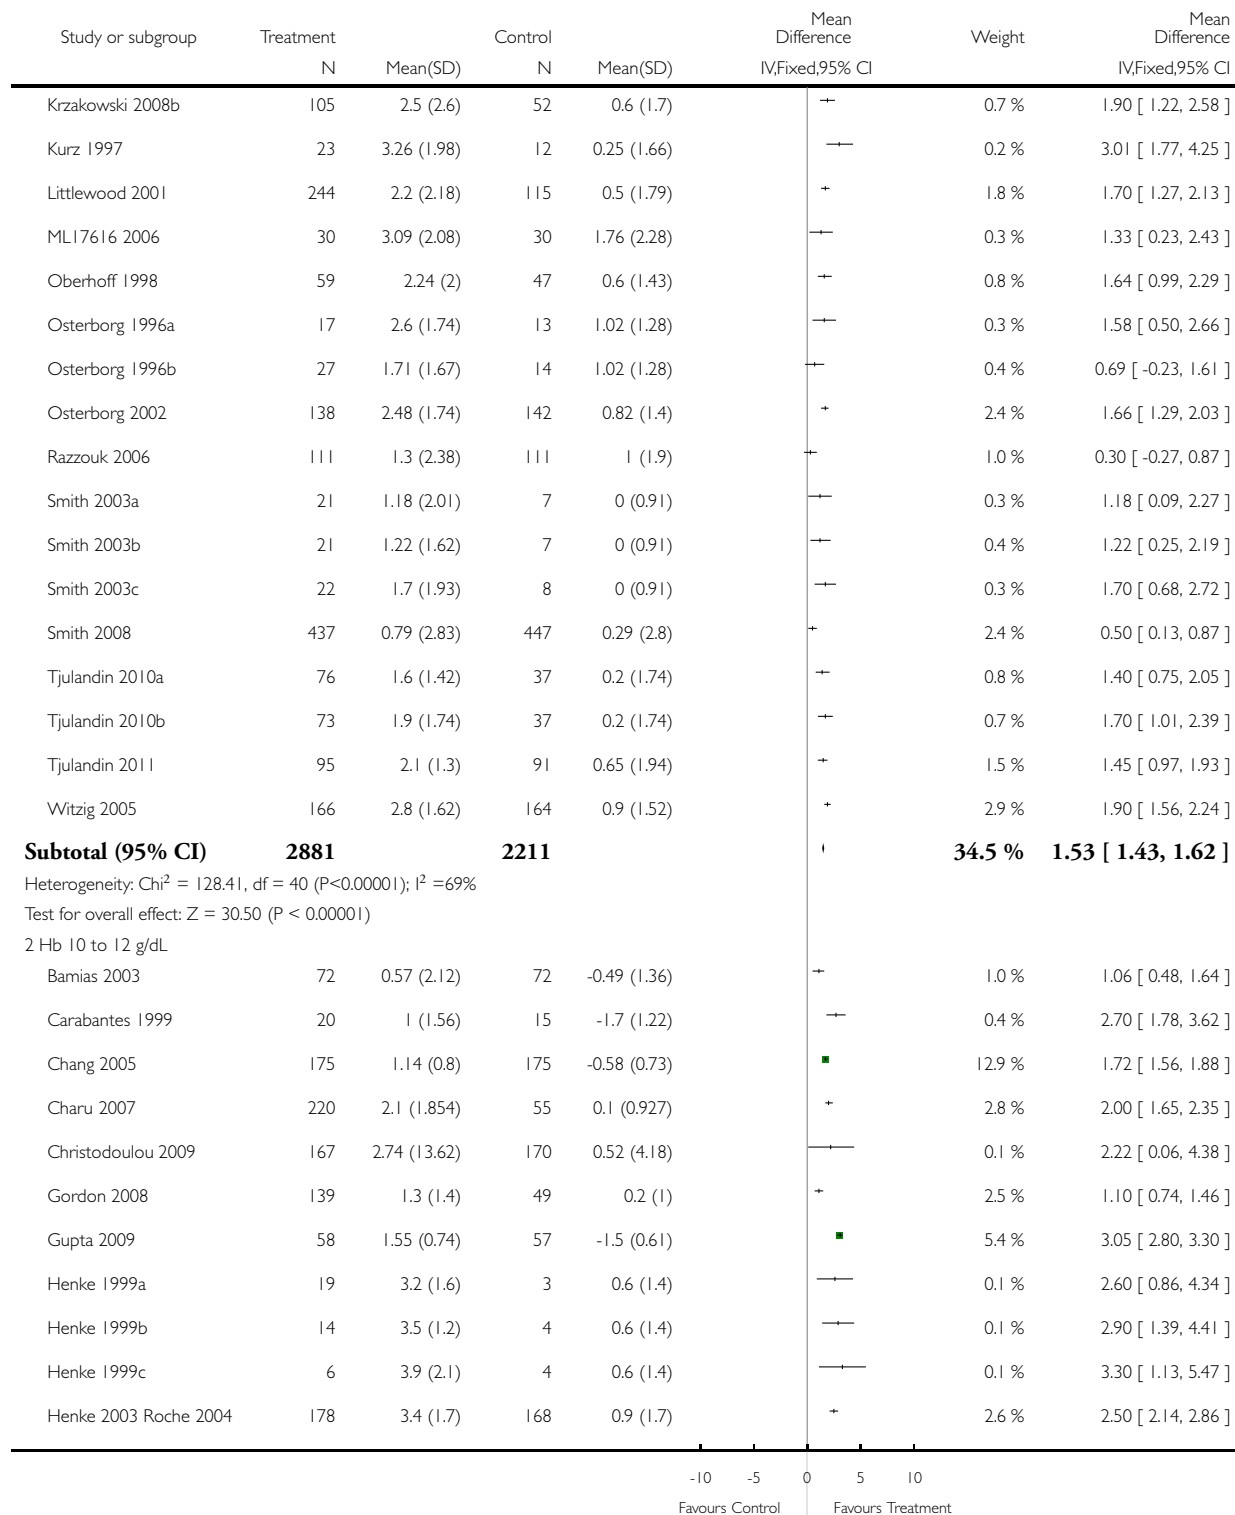 Study or subgroup Treatment Control Mean Difference Weight Mean Difference
N Mean(SD) N Mean(SD) IV,Fixed,95% CI IV,Fixed,95% CI
Krzakowski 2008b 105 2.5 (2.6) 52 0.6 (1.7) 0.7 % 1.90 [ 1.22, 2.58 ]
Kurz 1997 23 3.26 (1.98) 12 0.25 (1.66) 0.2 % 3.01 [ 1.77, 4.25 ]
Littlewood 2001 244 2.2 (2.18) 115 0.5 (1.79) 1.8 % 1.70 [ 1.27, 2.13 ]
ML17616 2006 30 3.09 (2.08) 30 1.76 (2.28) 0.3 % 1.33 [ 0.23, 2.43 ]
Oberhoff 1998 59 2.24 (2) 47 0.6 (1.43) 0.8 % 1.64 [ 0.99, 2.29 ]
Osterborg 1996a 17 2.6 (1.74) 13 1.02 (1.28) 0.3 % 1.58 [ 0.50, 2.66 ]
Osterborg 1996b 27 1.71 (1.67) 14 1.02 (1.28) 0.4 % 0.69 [ -0.23, 1.61 ]
Osterborg 2002 138 2.48 (1.74) 142 0.82 (1.4) 2.4 % 1.66 [ 1.29, 2.03 ]
Razzouk 2006 111 1.3 (2.38) 111 1 (1.9) 1.0 % 0.30 [ -0.27, 0.87 ]
Smith 2003a 21 1.18 (2.01) 7 0 (0.91) 0.3 % 1.18 [ 0.09, 2.27 ]
Smith 2003b 21 1.22 (1.62) 7 0 (0.91) 0.4 % 1.22 [ 0.25, 2.19 ]
Smith 2003c 22 1.7 (1.93) 8 0 (0.91) 0.3 % 1.70 [ 0.68, 2.72 ]
Smith 2008 437 0.79 (2.83) 447 0.29 (2.8) 2.4 % 0.50 [ 0.13, 0.87 ]
Tjulandin 2010a 76 1.6 (1.42) 37 0.2 (1.74) 0.8 % 1.40 [ 0.75, 2.05 ]
Tjulandin 2010b 73 1.9 (1.74) 37 0.2 (1.74) 0.7 % 1.70 [ 1.01, 2.39 ]
Tjulandin 2011 95 2.1 (1.3) 91 0.65 (1.94) 1.5 % 1.45 [ 0.97, 1.93 ]
Witzig 2005 166 2.8 (1.62) 164 0.9 (1.52) 2.9 % 1.90 [ 1.56, 2.24 ]
Subtotal (95% CI) 2881 2211 34.5 % 1.53 [ 1.43, 1.62 ]
Heterogeneity: Chi² = 128.41, df = 40 (P<0.00001); I² =69%
Test for overall effect: Z = 30.50 (P < 0.00001)
2 Hb 10 to 12 g/dL
Bamias 2003 72 0.57 (2.12) 72 -0.49 (1.36) 1.0 % 1.06 [ 0.48, 1.64 ]
Carabantes 1999 20 1 (1.56) 15 -1.7 (1.22) 0.4 % 2.70 [ 1.78, 3.62 ]
Chang 2005 175 1.14 (0.8) 175 -0.58 (0.73) 12.9 % 1.72 [ 1.56, 1.88 ]
Charu 2007 220 2.1 (1.854) 55 0.1 (0.927) 2.8 % 2.00 [ 1.65, 2.35 ]
Christodoulou 2009 167 2.74 (13.62) 170 0.52 (4.18) 0.1 % 2.22 [ 0.06, 4.38 ]
Gordon 2008 139 1.3 (1.4) 49 0.2 (1) 2.5 % 1.10 [ 0.74, 1.46 ]
Gupta 2009 58 1.55 (0.74) 57 -1.5 (0.61) 5.4 % 3.05 [ 2.80, 3.30 ]
Henke 1999a 19 3.2 (1.6) 3 0.6 (1.4) 0.1 % 2.60 [ 0.86, 4.34 ]
Henke 1999b 14 3.5 (1.2) 4 0.6 (1.4) 0.1 % 2.90 [ 1.39, 4.41 ]
Henke 1999c 6 3.9 (2.1) 4 0.6 (1.4) 0.1 % 3.30 [ 1.13, 5.47 ]
Henke 2003 Roche 2004 178 3.4 (1.7) 168 0.9 (1.7) 2.6 % 2.50 [ 2.14, 2.86 ]
-10 -5 0 5 10
Favours Control Favours Treatment